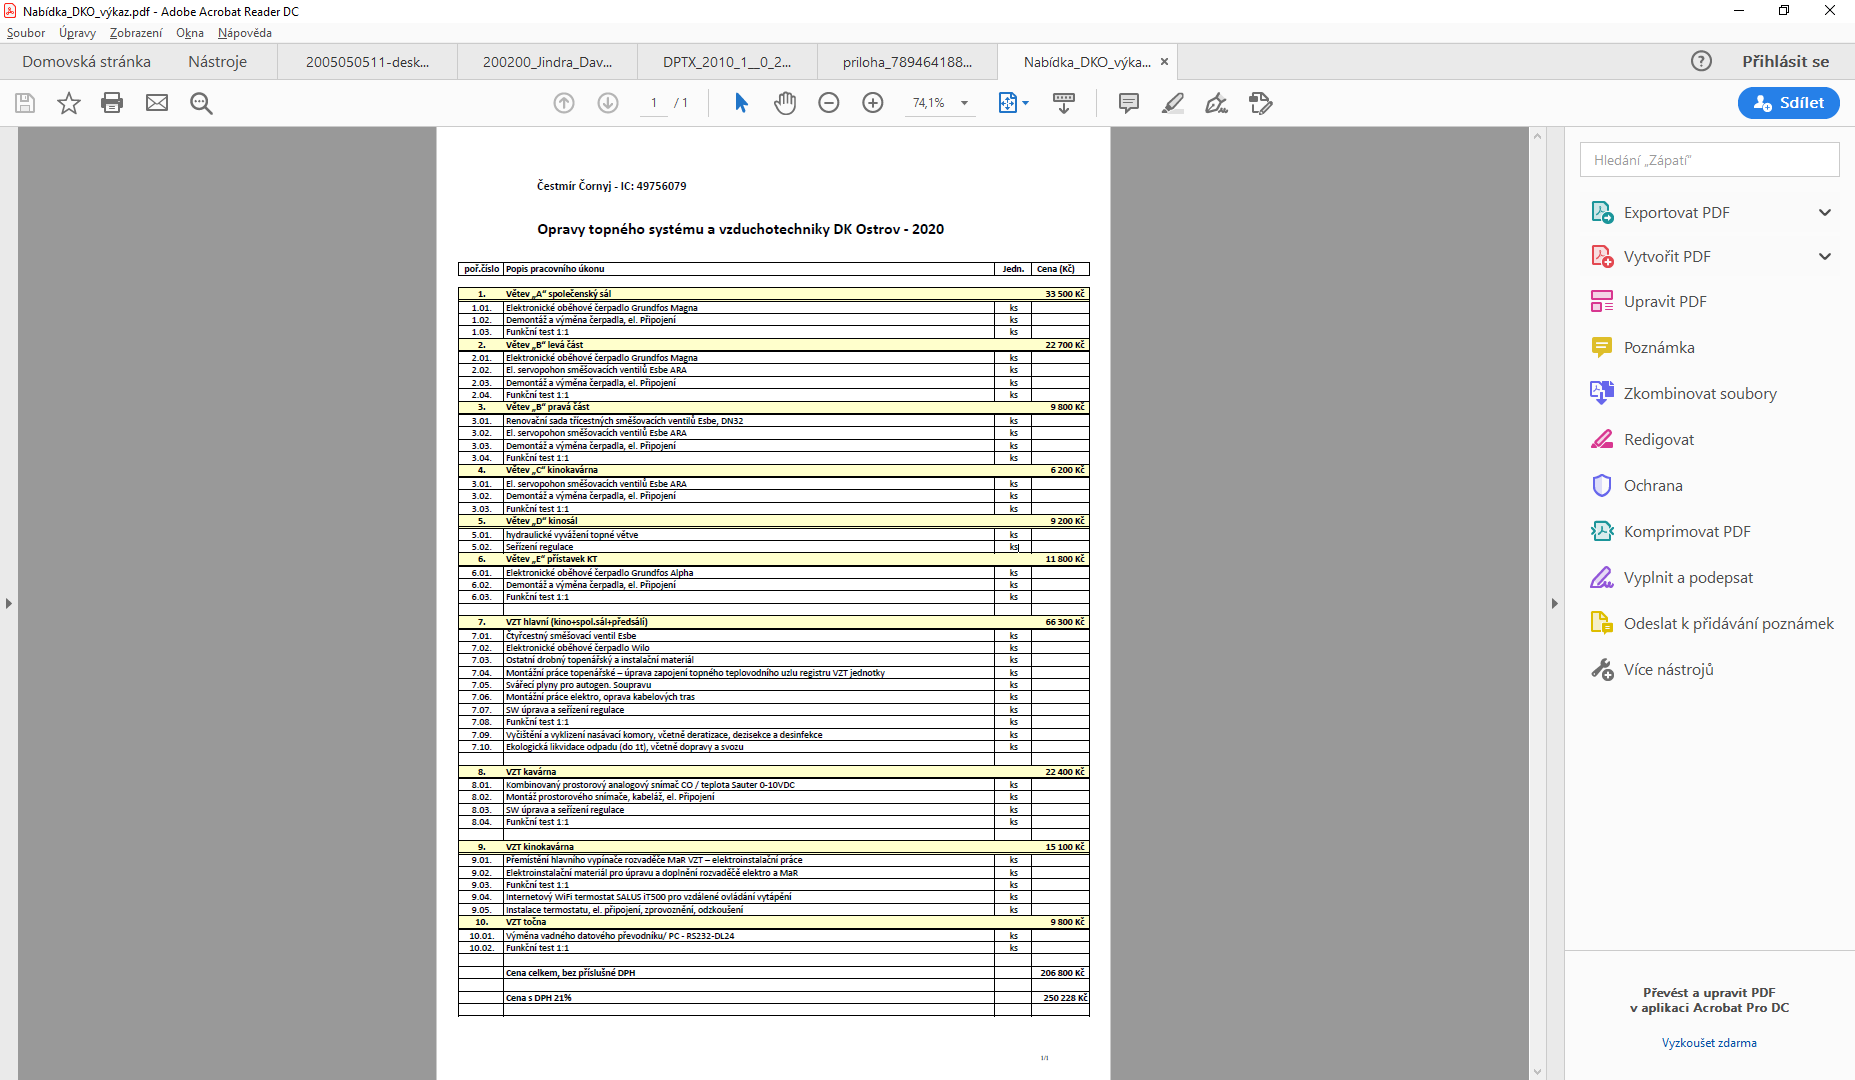 Nabídka_DKO_výkaz.pdf - Adobe Acrobat Reader DC
Soubor Úpravy Zobrazení Okna Nápověda
Domovská stránka Nástroje 2005050511-desk... 200200_Jindra_Dav... DPTX_2010_1__0_2... priloha_789464188... Nabídka_DKO_výka... × ? Přihlásit se
1 / 1 74,1% Sdílet
Hledání „Zápatí"
Exportovat PDF
Vytvořit PDF
Upravit PDF
Poznámka
Zkombinovat soubory
Redigovat
Ochrana
Komprimovat PDF
Vyplnit a podepsat
Odeslat k přidávání poznámek
Více nástrojů
Převést a upravit PDF
v aplikaci Acrobat Pro DC
Vyzkoušet zdarma
Čestmír Čornyj - IC: 49756079
Opravy topného systému a vzduchotechniky DK Ostrov - 2020
poř.číslo Popis pracovního úkonu Jedn. Cena (Kč)
1. Větev „A" společenský sál 33 500 Kč
1.01. Elektronické oběhové čerpadlo Grundfos Magna ks
1.02. Demontáž a výměna čerpadla, el. Připojení ks
1.03. Funkční test 1:1 ks
2. Větev „B" levá část 22 700 Kč
2.01. Elektronické oběhové čerpadlo Grundfos Magna ks
2.02. El. servopohon směšovacích ventilů Esbe ARA ks
2.03. Demontáž a výměna čerpadla, el. Připojení ks
2.04. Funkční test 1:1 ks
3. Větev „B" pravá část 9 800 Kč
3.01. Renovační sada třícestných směšovacích ventilů Esbe, DN32 ks
3.02. El. servopohon směšovacích ventilů Esbe ARA ks
3.03. Demontáž a výměna čerpadla, el. Připojení ks
3.04. Funkční test 1:1 ks
4. Větev „C" kinokavárna 6 200 Kč
3.01. El. servopohon směšovacích ventilů Esbe ARA ks
3.02. Demontáž a výměna čerpadla, el. Připojení ks
3.03. Funkční test 1:1 ks
5. Větev „D" kinosál 9 200 Kč
5.01. hydraulické vyvážení topné větve ks
5.02. Seřízení regulace ks
6. Větev „E" přístavek KT 11 800 Kč
6.01. Elektronické oběhové čerpadlo Grundfos Alpha ks
6.02. Demontáž a výměna čerpadla, el. Připojení ks
6.03. Funkční test 1:1 ks
7. VZT hlavní (kino+spol.sál+předsálí) 66 300 Kč
7.01. Čtyřcestný směšovací ventil Esbe ks
7.02. Elektronické oběhové čerpadlo Wilo ks
7.03. Ostatní drobný topenářský a instalační materiál ks
7.04. Montážní práce topenářské – úprava zapojení topného teplovodního uzlu registru VZT jednotky ks
7.05. Svářecí plyny pro autogen. Soupravu ks
7.06. Montážní práce elektro, oprava kabelových tras ks
7.07. SW úprava a seřízení regulace ks
7.08. Funkční test 1:1 ks
7.09. Vyčištění a vyklizení nasávací komory, včetně deratizace, dezisekce a desinfekce ks
7.10. Ekologická likvidace odpadu (do 1t), včetně dopravy a svozu ks
8. VZT kavárna 22 400 Kč
8.01. Kombinovaný prostorový analogový snímač CO / teplota Sauter 0-10VDC ks
8.02. Montáž prostorového snímače, kabeláž, el. Připojení ks
8.03. SW úprava a seřízení regulace ks
8.04. Funkční test 1:1 ks
9. VZT kinokavárna 15 100 Kč
9.01. Přemístění hlavního vypínače rozvaděče MaR VZT – elektroinstalační práce ks
9.02. Elektroinstalační materiál pro úpravu a doplnění rozvaděčě elektro a MaR ks
9.03. Funkční test 1:1 ks
9.04. Internetový WiFi termostat SALUS iT500 pro vzdálené ovládání vytápění ks
9.05. Instalace termostatu, el. připojení, zprovoznění, odzkoušení ks
10. VZT točna 9 800 Kč
10.01. Výměna vadného datového převodníku/ PC - RS232-DL24 ks
10.02. Funkční test 1:1 ks
Cena celkem, bez příslušné DPH 206 800 Kč
Cena s DPH 21% 250 228 Kč
1/1